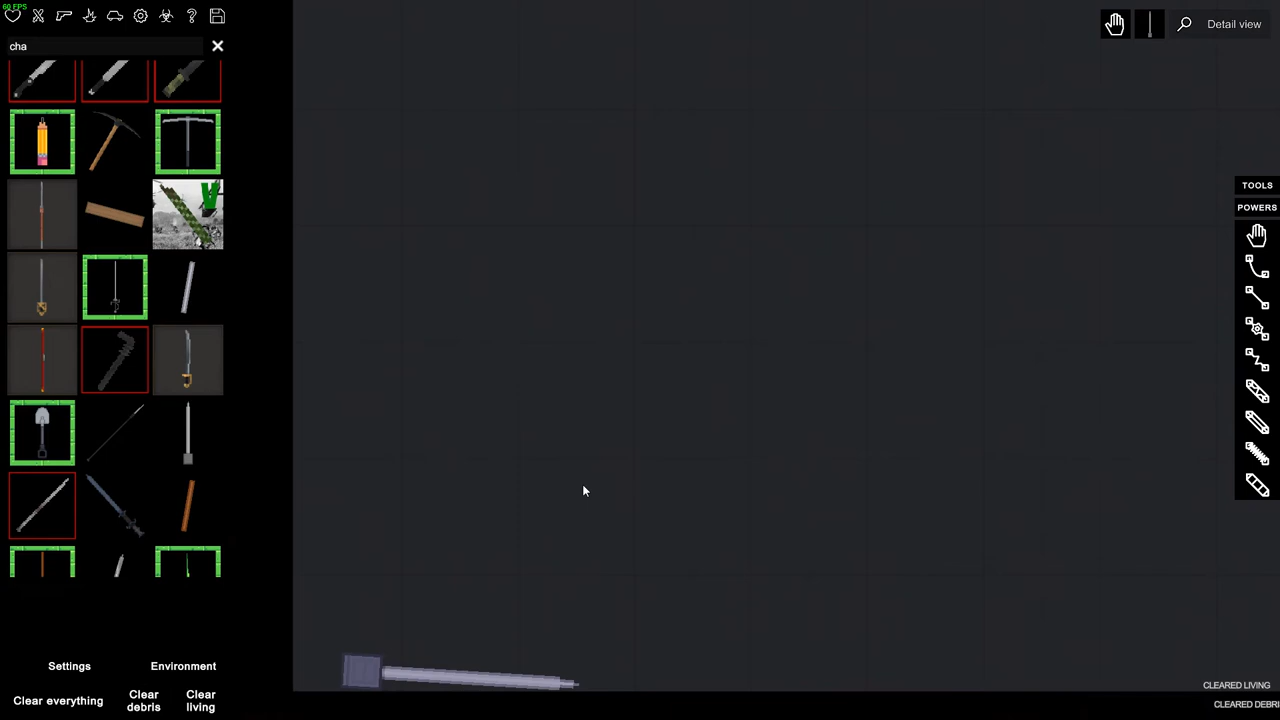 60 FPS
cha
Detail view
TOOLS
POWERS
V
Settings
Environment
Clear everything
Clear debris
Clear living
CLEARED LIVING
CLEARED DEBRI